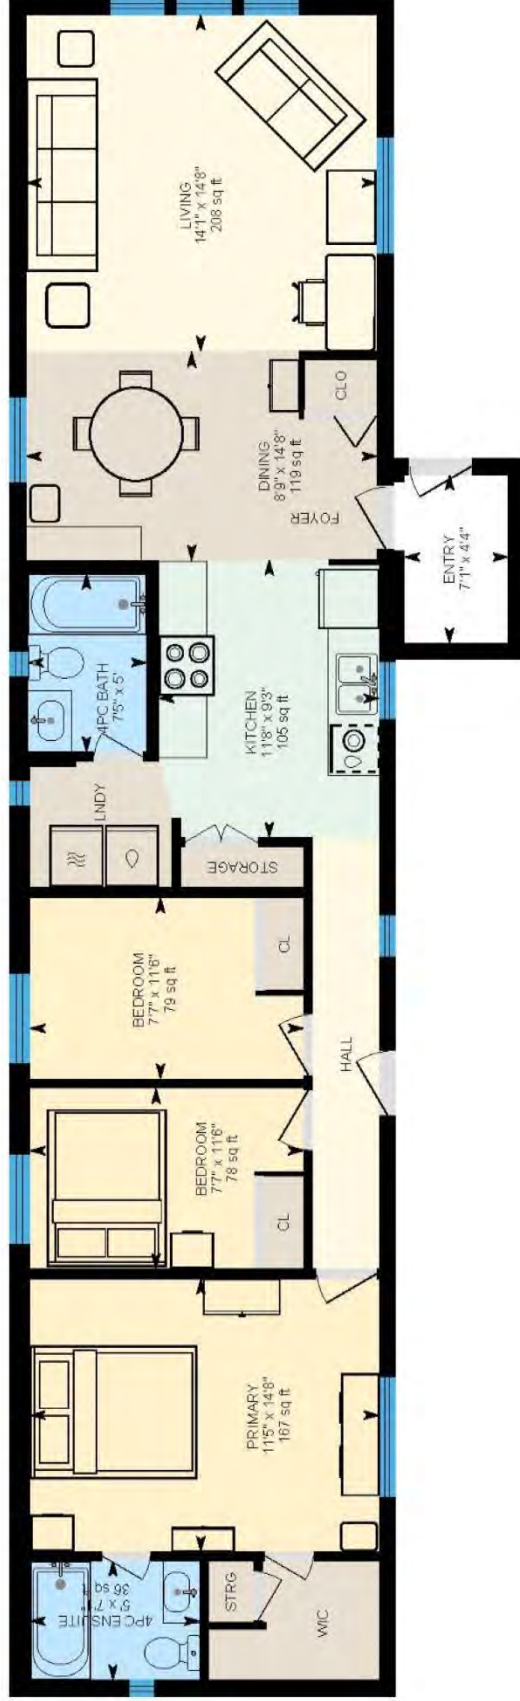 LIVING
14'1" x 14'8"
208 sq ft
CLO
DINING
8'9" x 14'8"
119 sq ft
FOYER
ENTRY
7'1" x 4'4"
4PC BATH
7'5" x 5'
KITCHEN
11'8" x 9'3"
105 sq ft
LNDY
STORAGE
BEDROOM
7'7" x 11'6"
79 sq ft
CL
HALL
BEDROOM
7'7" x 11'6"
78 sq ft
CL
PRIMARY
11'5" x 14'8"
167 sq ft
4PC ENSUITE
5' x
36 sq ft
STRG
WIC